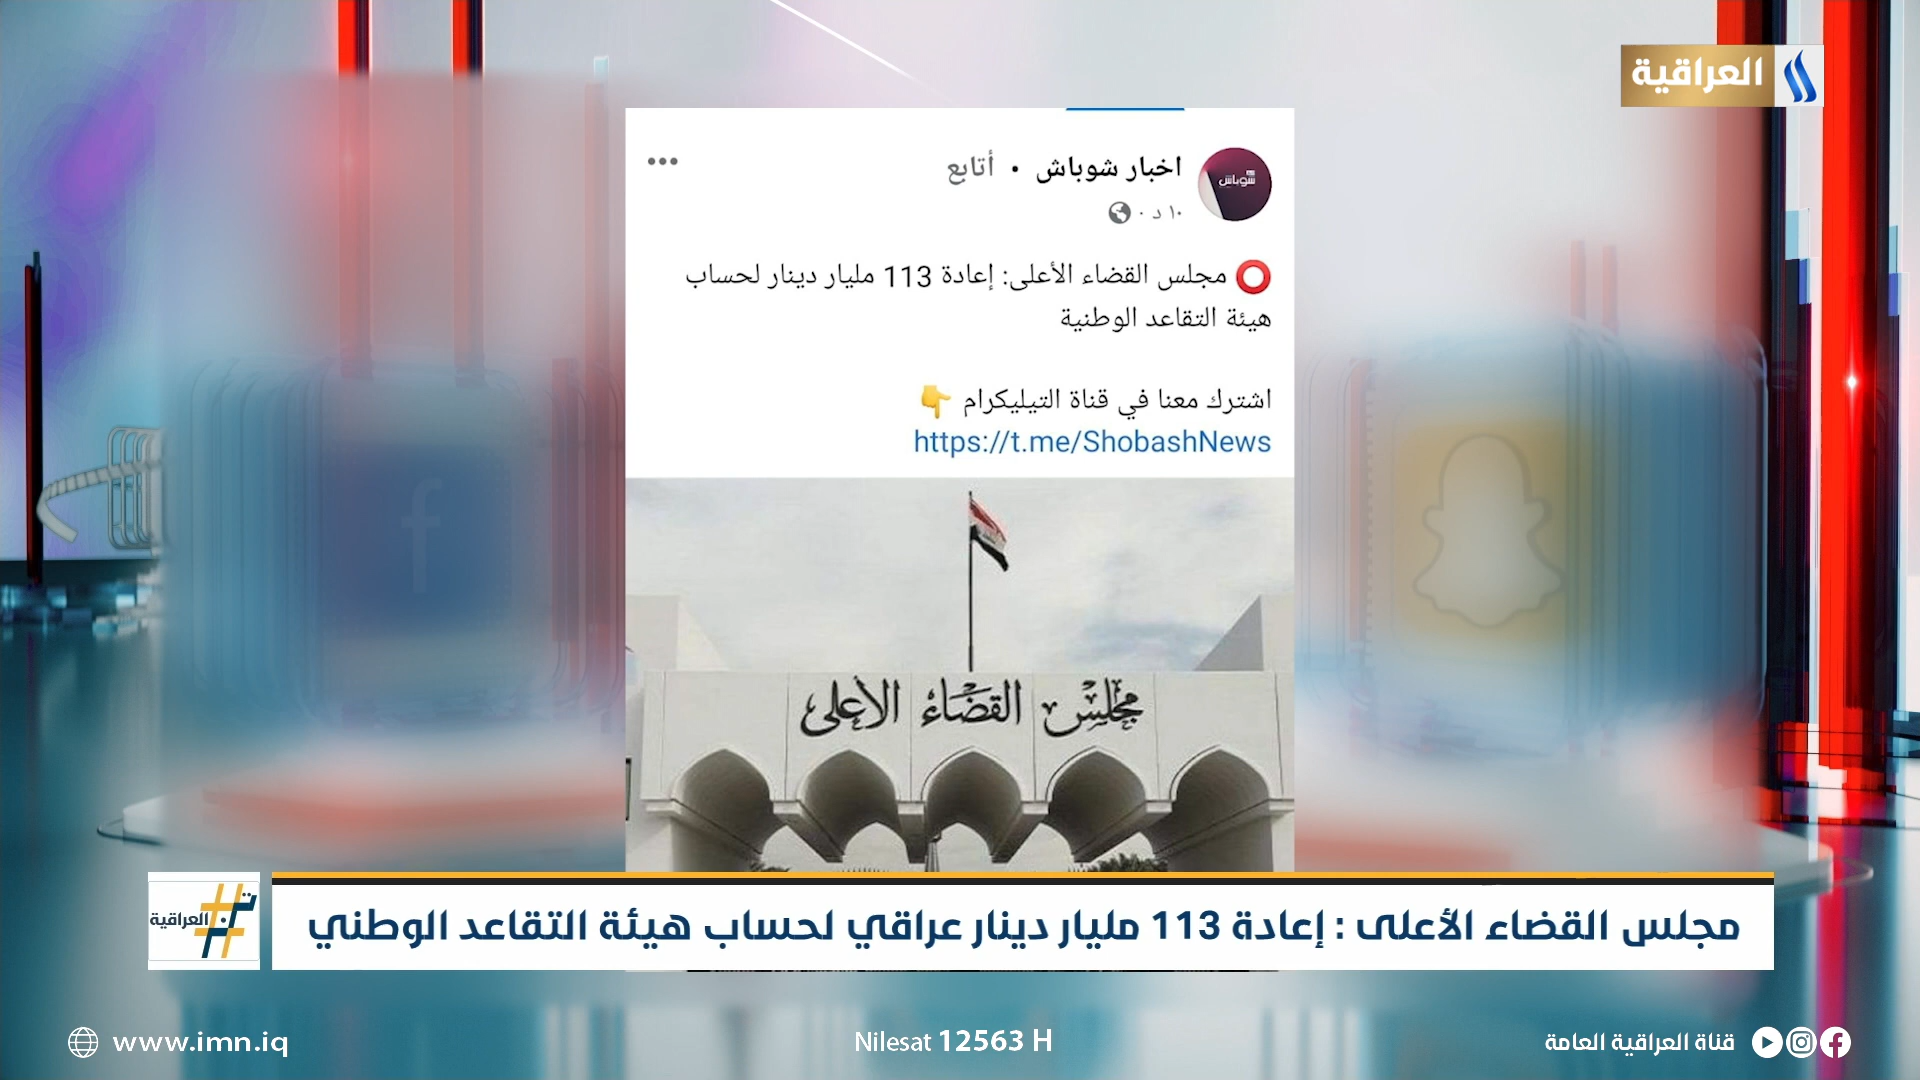 العراقية
اخبار شوباش • أتابع
١٠ د ·
شوباش
⭕ مجلس القضاء الأعلى: إعادة 113 مليار دينار لحساب
هيئة التقاعد الوطنية
اشترك معنا في قناة التيليكرام 👇
https://t.me/ShobashNews
مجلس القضاء الأعلى
مجلس القضاء الأعلى : إعادة 113 مليار دينار عراقي لحساب هيئة التقاعد الوطني
العراقية
www.imn.iq
Nilesat 12563 H
قناة العراقية العامة